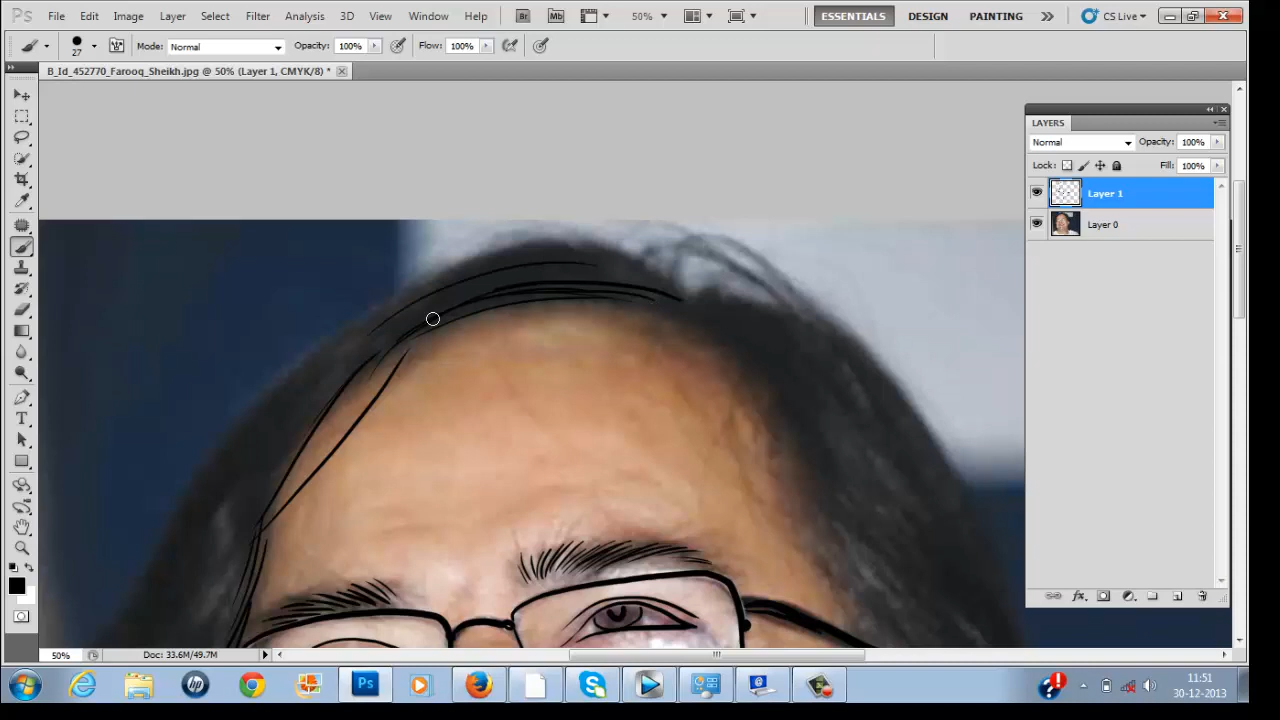 Ps File Edit Image Layer Select Filter Analysis 3D View Window Help Br Mb 50% ESSENTIALS DESIGN PAINTING CS Live
27 Mode: Normal Opacity: 100% Flow: 100%
B_Id_452770_Farooq_Sheikh.jpg @ 50% (Layer 1, CMYK/8) *
LAYERS
Normal Opacity: 100%
Lock: Fill: 100%
Layer 1
Layer 0
50% Doc: 33.6M/49.7M
hp Ps
11:51
30-12-2013